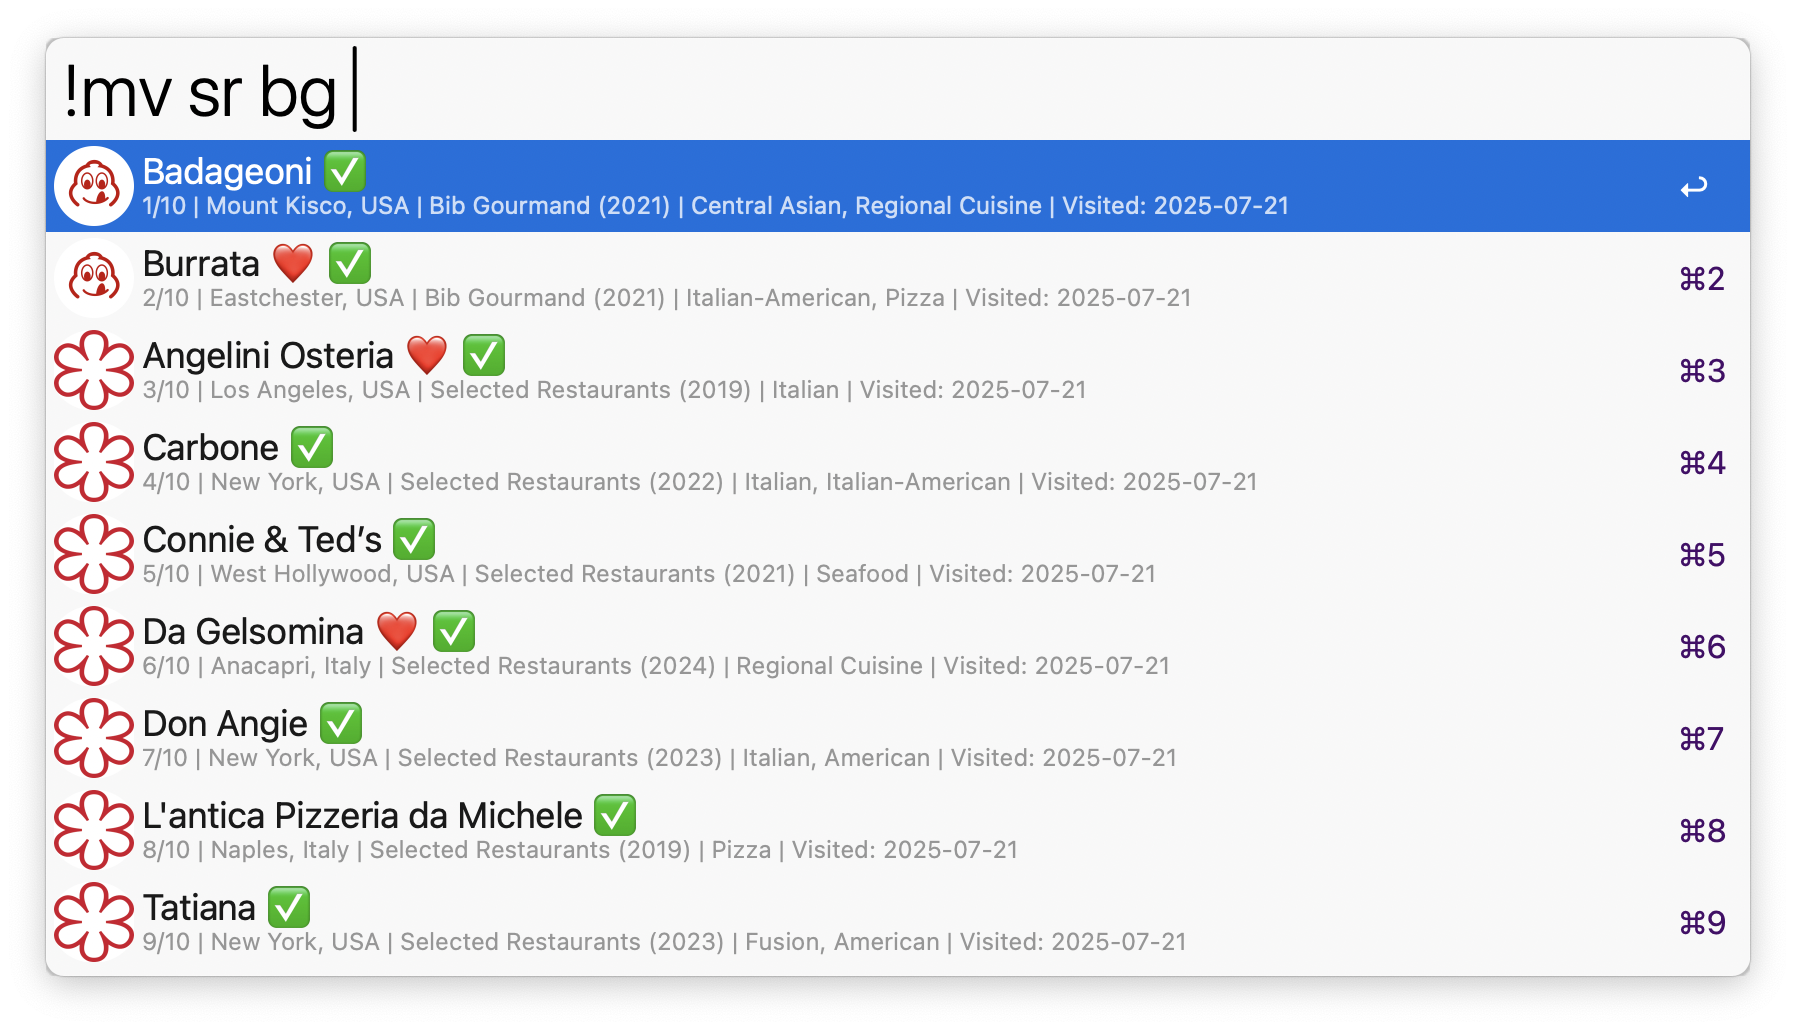 !mv sr bg
Badageoni ✅
1/10 | Mount Kisco, USA | Bib Gourmand (2021) | Central Asian, Regional Cuisine | Visited: 2025-07-21
↩
Burrata ❤️ ✅
2/10 | Eastchester, USA | Bib Gourmand (2021) | Italian-American, Pizza | Visited: 2025-07-21
⌘2
Angelini Osteria ❤️ ✅
3/10 | Los Angeles, USA | Selected Restaurants (2019) | Italian | Visited: 2025-07-21
⌘3
Carbone ✅
4/10 | New York, USA | Selected Restaurants (2022) | Italian, Italian-American | Visited: 2025-07-21
⌘4
Connie & Ted’s ✅
5/10 | West Hollywood, USA | Selected Restaurants (2021) | Seafood | Visited: 2025-07-21
⌘5
Da Gelsomina ❤️ ✅
6/10 | Anacapri, Italy | Selected Restaurants (2024) | Regional Cuisine | Visited: 2025-07-21
⌘6
Don Angie ✅
7/10 | New York, USA | Selected Restaurants (2023) | Italian, American | Visited: 2025-07-21
⌘7
L'antica Pizzeria da Michele ✅
8/10 | Naples, Italy | Selected Restaurants (2019) | Pizza | Visited: 2025-07-21
⌘8
Tatiana ✅
9/10 | New York, USA | Selected Restaurants (2023) | Fusion, American | Visited: 2025-07-21
⌘9